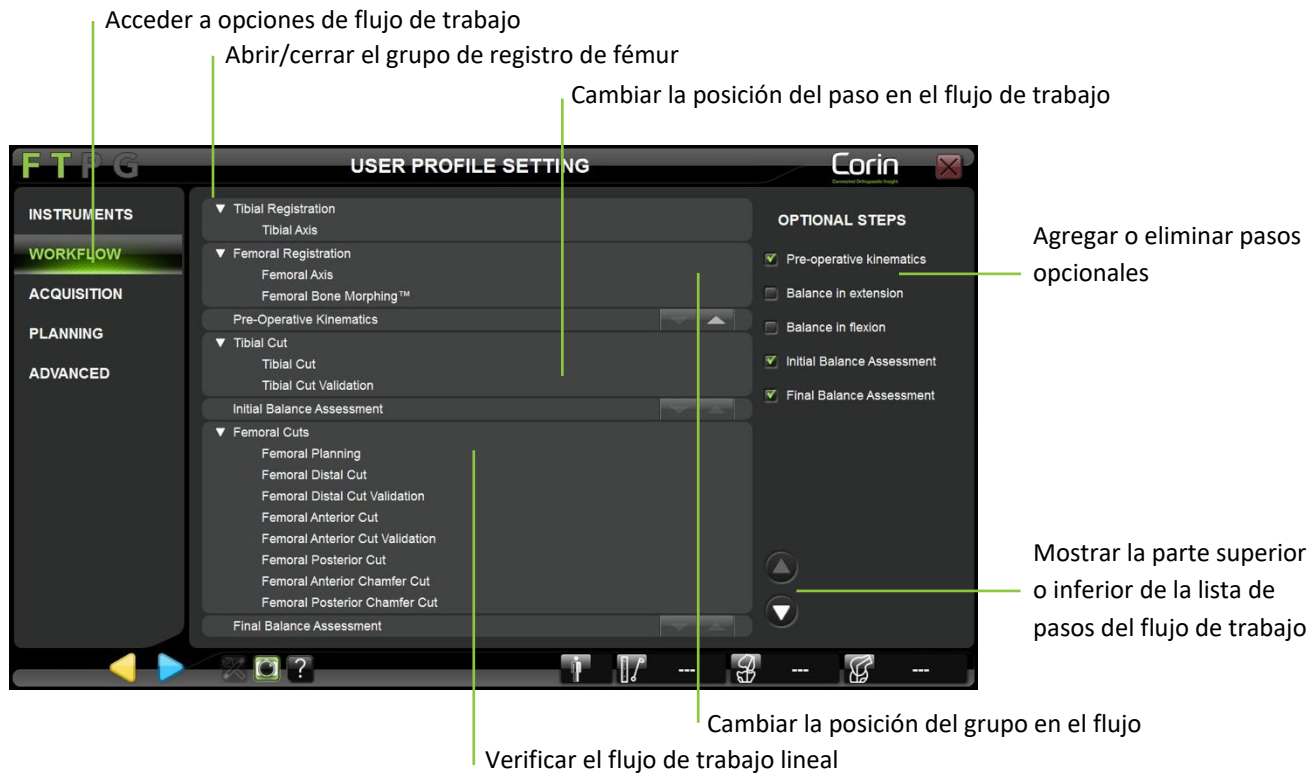 Acceder a opciones de flujo de trabajo
Abrir/cerrar el grupo de registro de fémur
Cambiar la posición del paso en el flujo de trabajo
FTPG
USER PROFILE SETTING
Corin
Connected Orthopaedic Insight
INSTRUMENTS
WORKFLOW
ACQUISITION
PLANNING
ADVANCED
▼ Tibial Registration
Tibial Axis
▼ Femoral Registration
Femoral Axis
Femoral Bone Morphing™
Pre-Operative Kinematics
▼ Tibial Cut
Tibial Cut
Tibial Cut Validation
Initial Balance Assessment
▼ Femoral Cuts
Femoral Planning
Femoral Distal Cut
Femoral Distal Cut Validation
Femoral Anterior Cut
Femoral Anterior Cut Validation
Femoral Posterior Cut
Femoral Anterior Chamfer Cut
Femoral Posterior Chamfer Cut
Final Balance Assessment
OPTIONAL STEPS
Pre-operative kinematics
Balance in extension
Balance in flexion
Initial Balance Assessment
Final Balance Assessment
Agregar o eliminar pasos
opcionales
Mostrar la parte superior
o inferior de la lista de
pasos del flujo de trabajo
? --- --- ---
Cambiar la posición del grupo en el flujo
Verificar el flujo de trabajo lineal